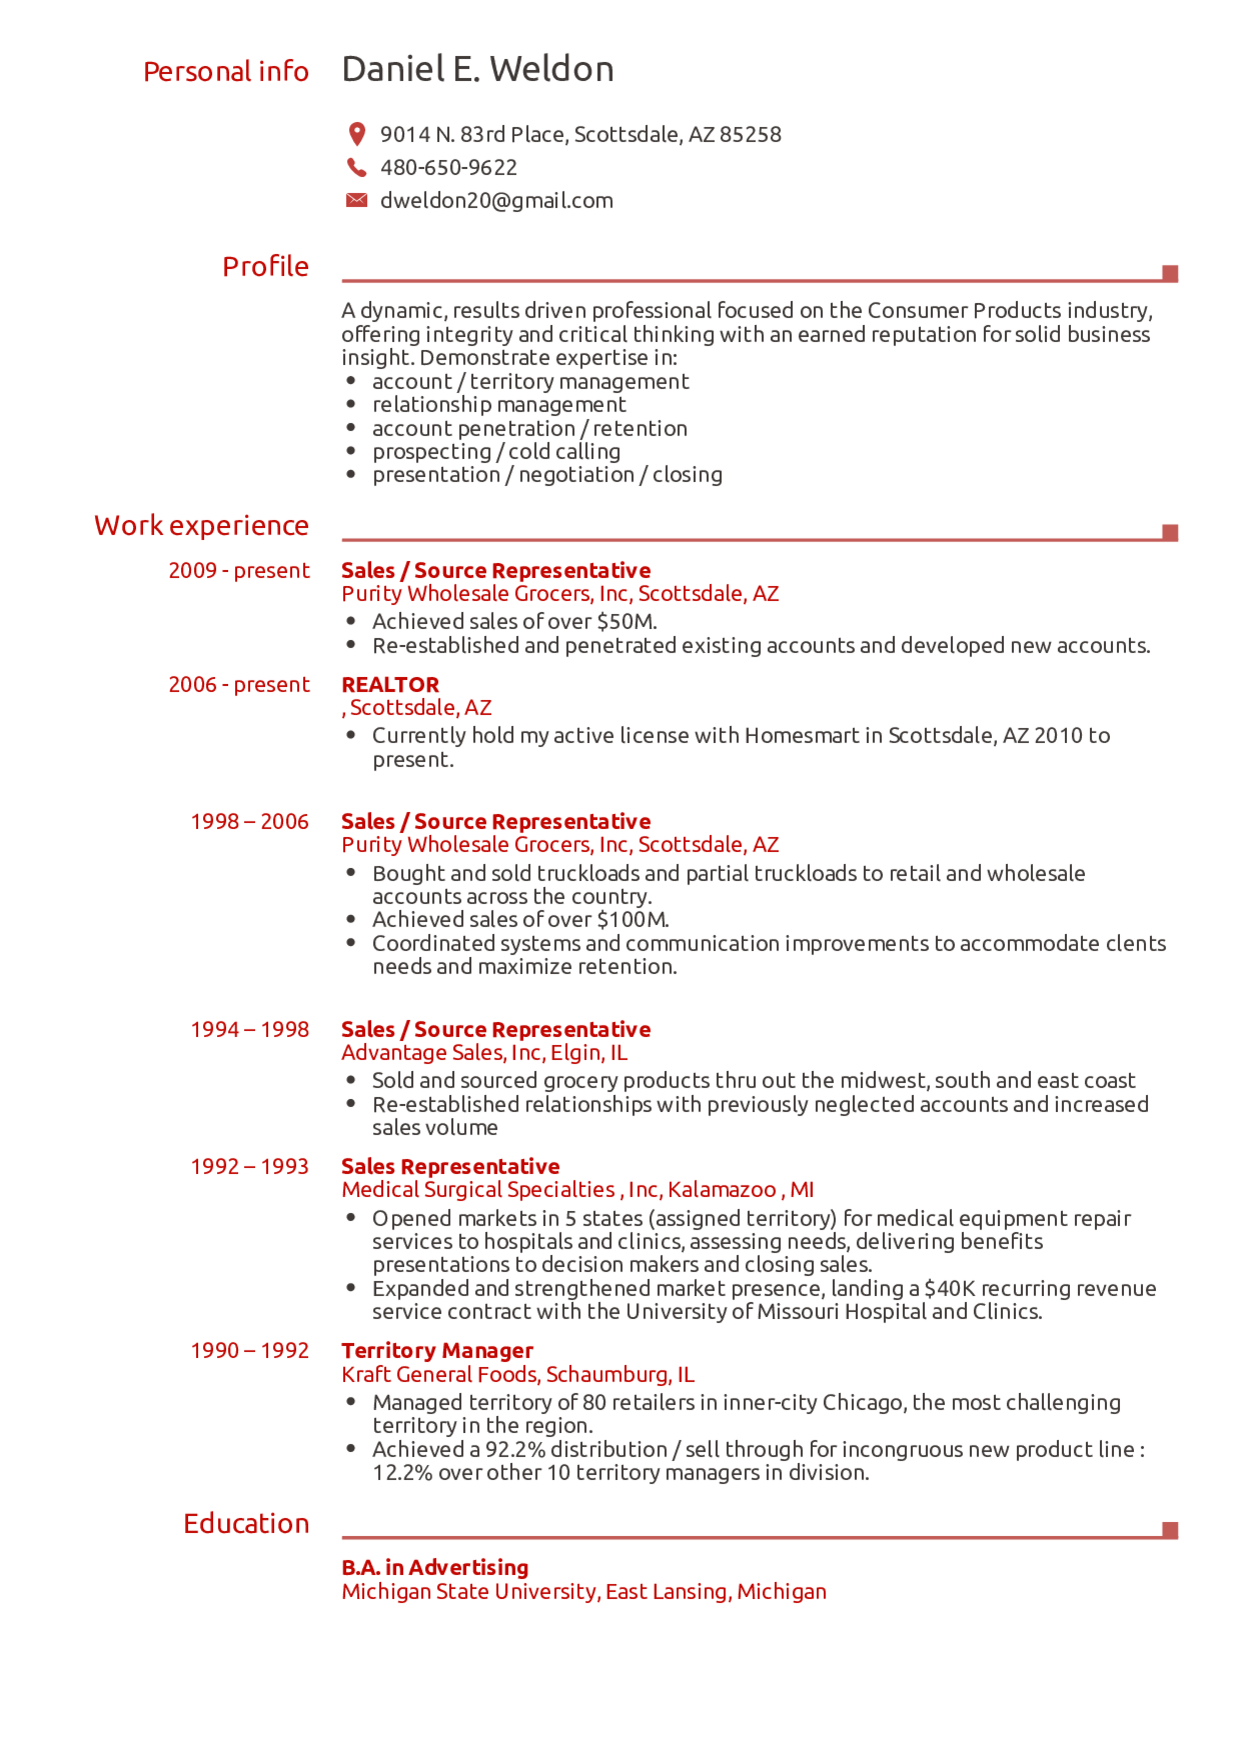 Personal info Daniel E. Weldon
9014 N. 83rd Place, Scottsdale, AZ 85258
480-650-9622
dweldon20@gmail.com
Profile
A dynamic, results driven professional focused on the Consumer Products industry,
offering integrity and critical thinking with an earned reputation for solid business
insight. Demonstrate expertise in:
• account / territory management
• relationship management
• account penetration / retention
• prospecting / cold calling
• presentation / negotiation / closing
Work experience
2009 - present Sales / Source Representative
Purity Wholesale Grocers, Inc, Scottsdale, AZ
• Achieved sales of over $50M.
• Re-established and penetrated existing accounts and developed new accounts.
2006 - present REALTOR
, Scottsdale, AZ
• Currently hold my active license with Homesmart in Scottsdale, AZ 2010 to
present.
1998 – 2006 Sales / Source Representative
Purity Wholesale Grocers, Inc, Scottsdale, AZ
• Bought and sold truckloads and partial truckloads to retail and wholesale
accounts across the country.
• Achieved sales of over $100M.
• Coordinated systems and communication improvements to accommodate clents
needs and maximize retention.
1994 – 1998 Sales / Source Representative
Advantage Sales, Inc, Elgin, IL
• Sold and sourced grocery products thru out the midwest, south and east coast
• Re-established relationships with previously neglected accounts and increased
sales volume
1992 – 1993 Sales Representative
Medical Surgical Specialties , Inc, Kalamazoo , MI
• Opened markets in 5 states (assigned territory) for medical equipment repair
services to hospitals and clinics, assessing needs, delivering benefits
presentations to decision makers and closing sales.
• Expanded and strengthened market presence, landing a $40K recurring revenue
service contract with the University of Missouri Hospital and Clinics.
1990 – 1992 Territory Manager
Kraft General Foods, Schaumburg, IL
• Managed territory of 80 retailers in inner-city Chicago, the most challenging
territory in the region.
• Achieved a 92.2% distribution / sell through for incongruous new product line :
12.2% over other 10 territory managers in division.
Education
B.A. in Advertising
Michigan State University, East Lansing, Michigan